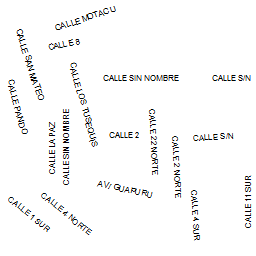 CALLE MOTACU
CALLE 8
CALLE SAN MATEO
CALLE LOS TUSEQUIS
CALLE SIN NOMBRE
CALLE S/N
CALLE PANDO
CALLE LA PAZ
CALLE SIN NOMBRE
CALLE 2
CALLE 22 NORTE
CALLE 2 NORTE
CALLE S/N
AV/ GUAPURU
CALLE 1 SUR
CALLE 4 NORTE
CALLE 4 SUR
CALLE 11 SUR